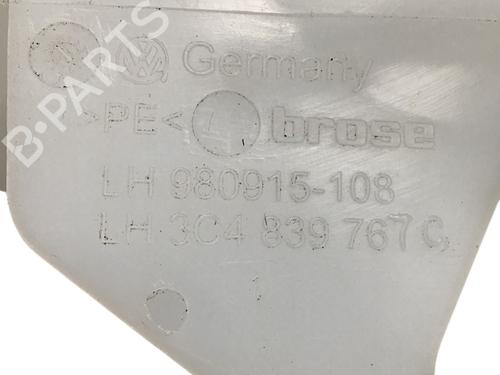 B-PARTS
Germany
>PE< brose
LH 980915-108
LH 3C4 839 767 C